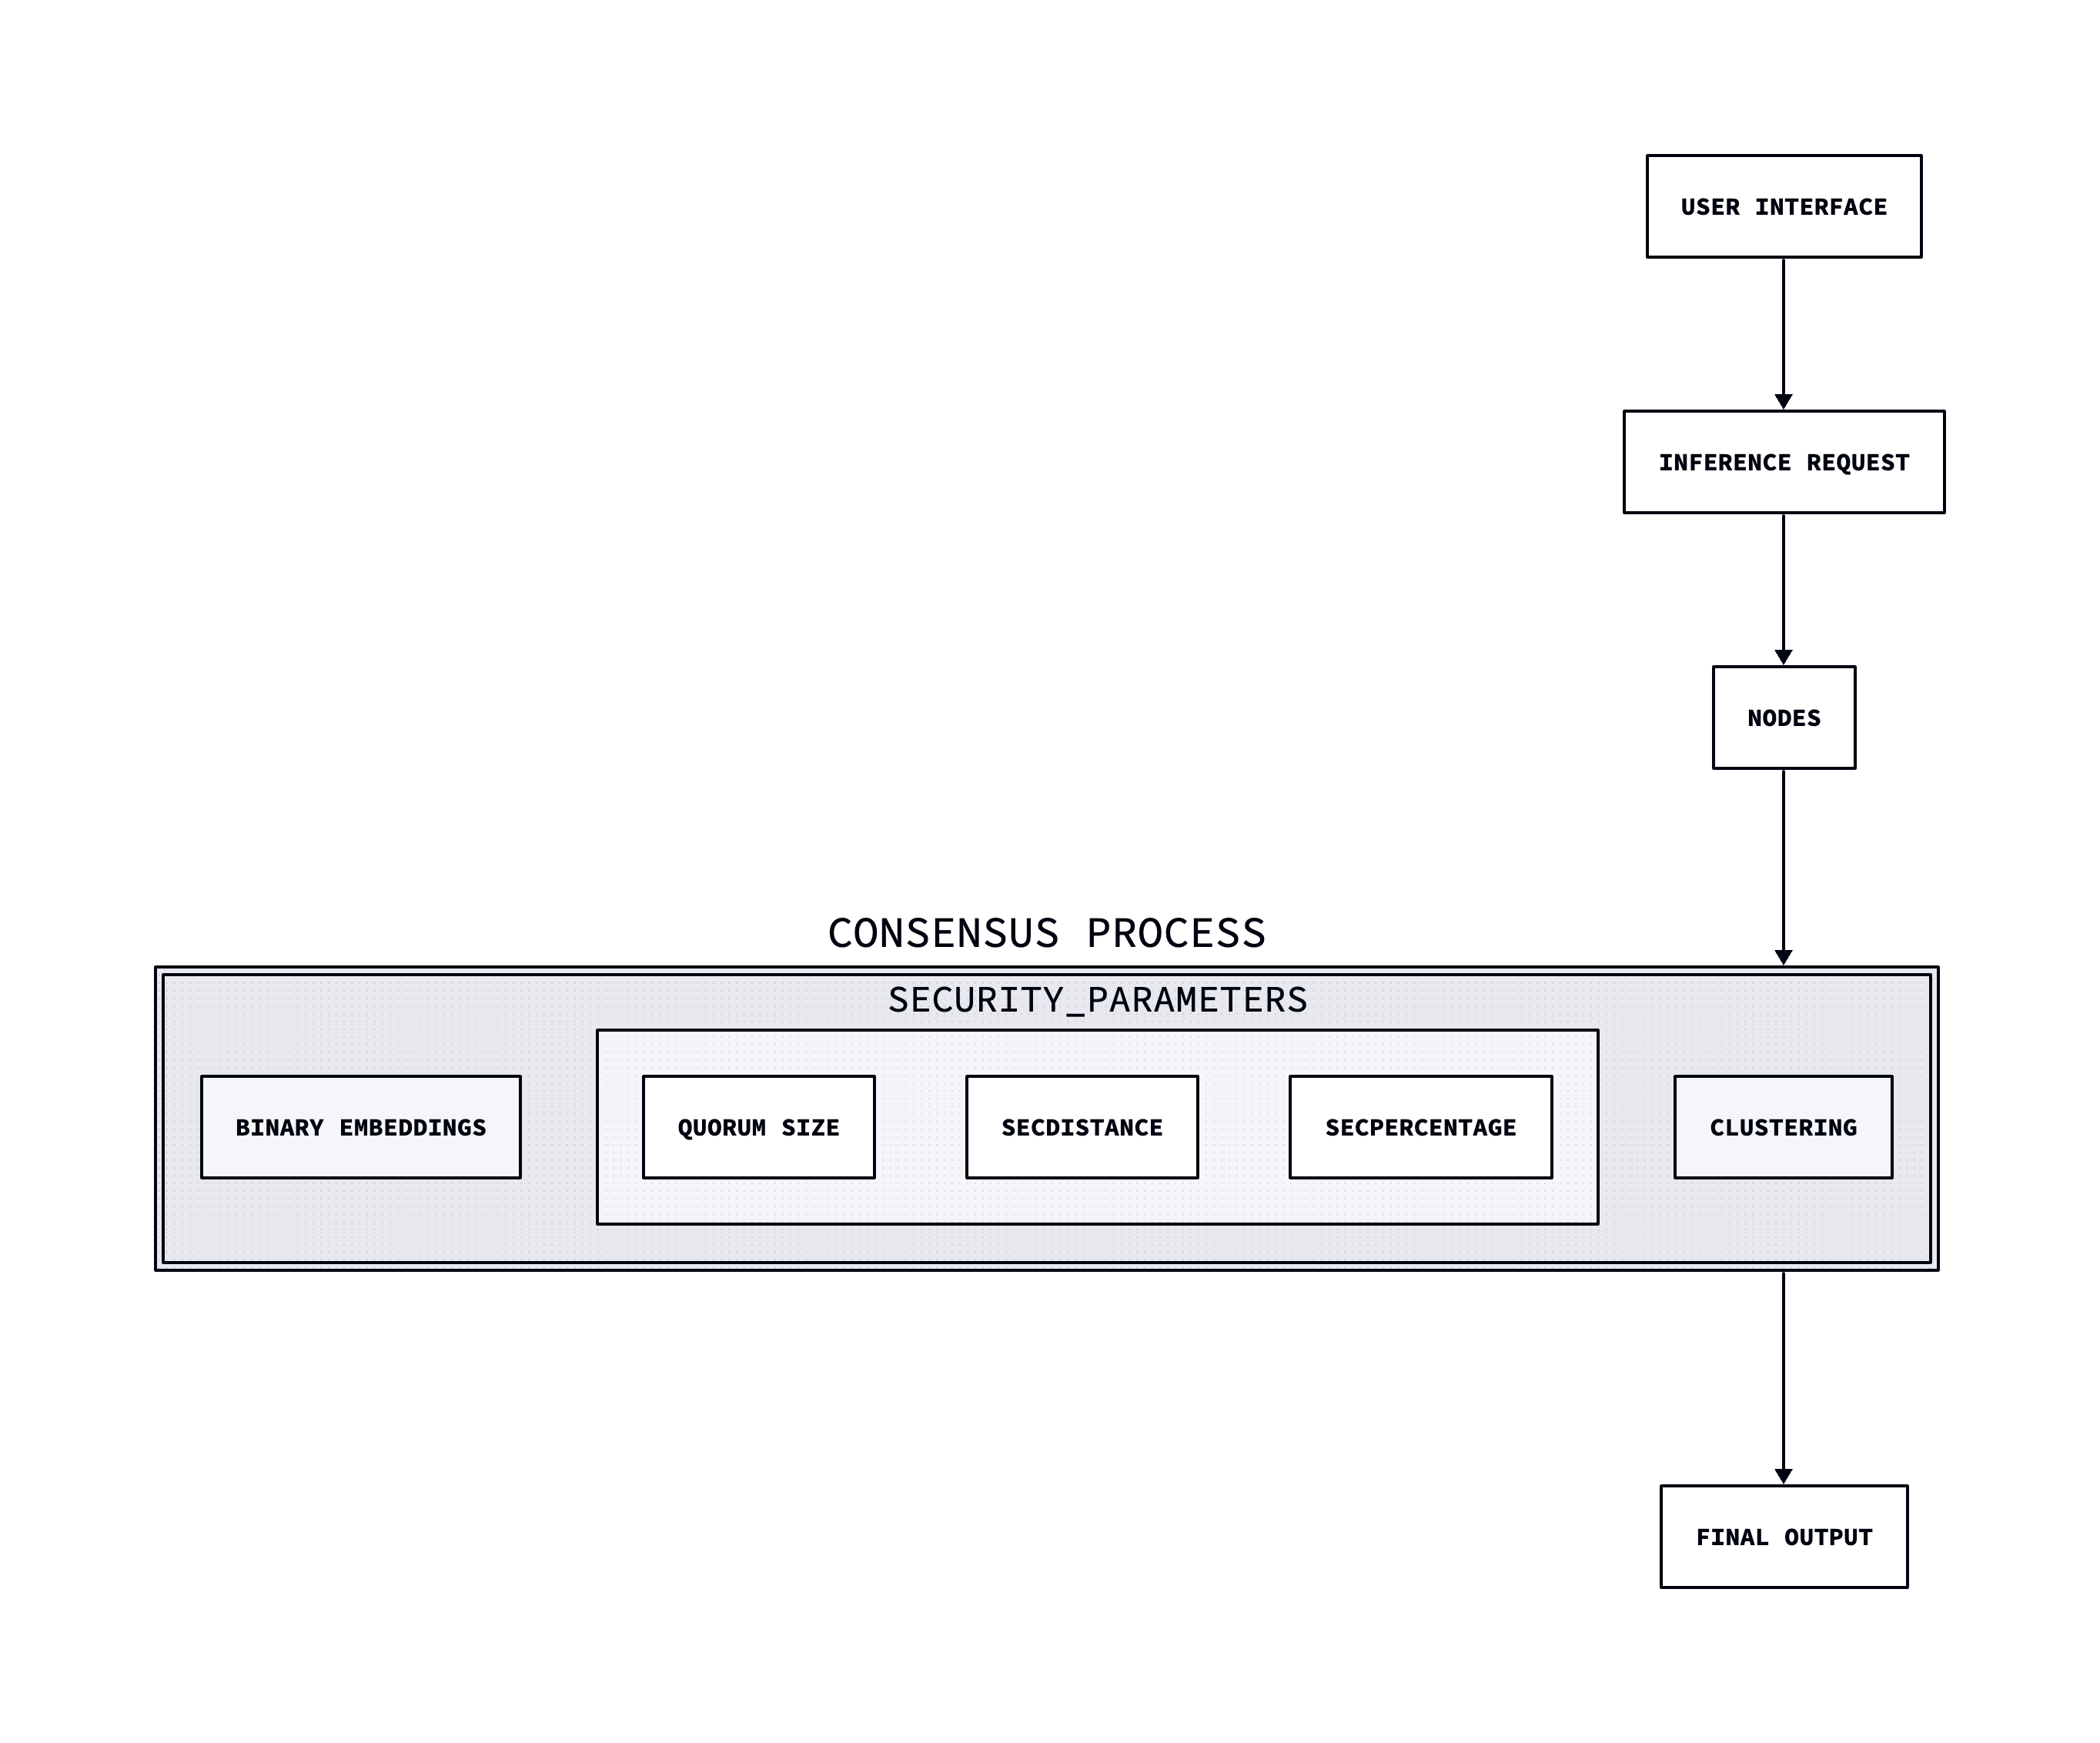 USER INTERFACE
INFERENCE REQUEST
NODES
CONSENSUS PROCESS
SECURITY_PARAMETERS
BINARY EMBEDDINGS
QUORUM SIZE
SECDISTANCE
SECPERCENTAGE
CLUSTERING
FINAL OUTPUT